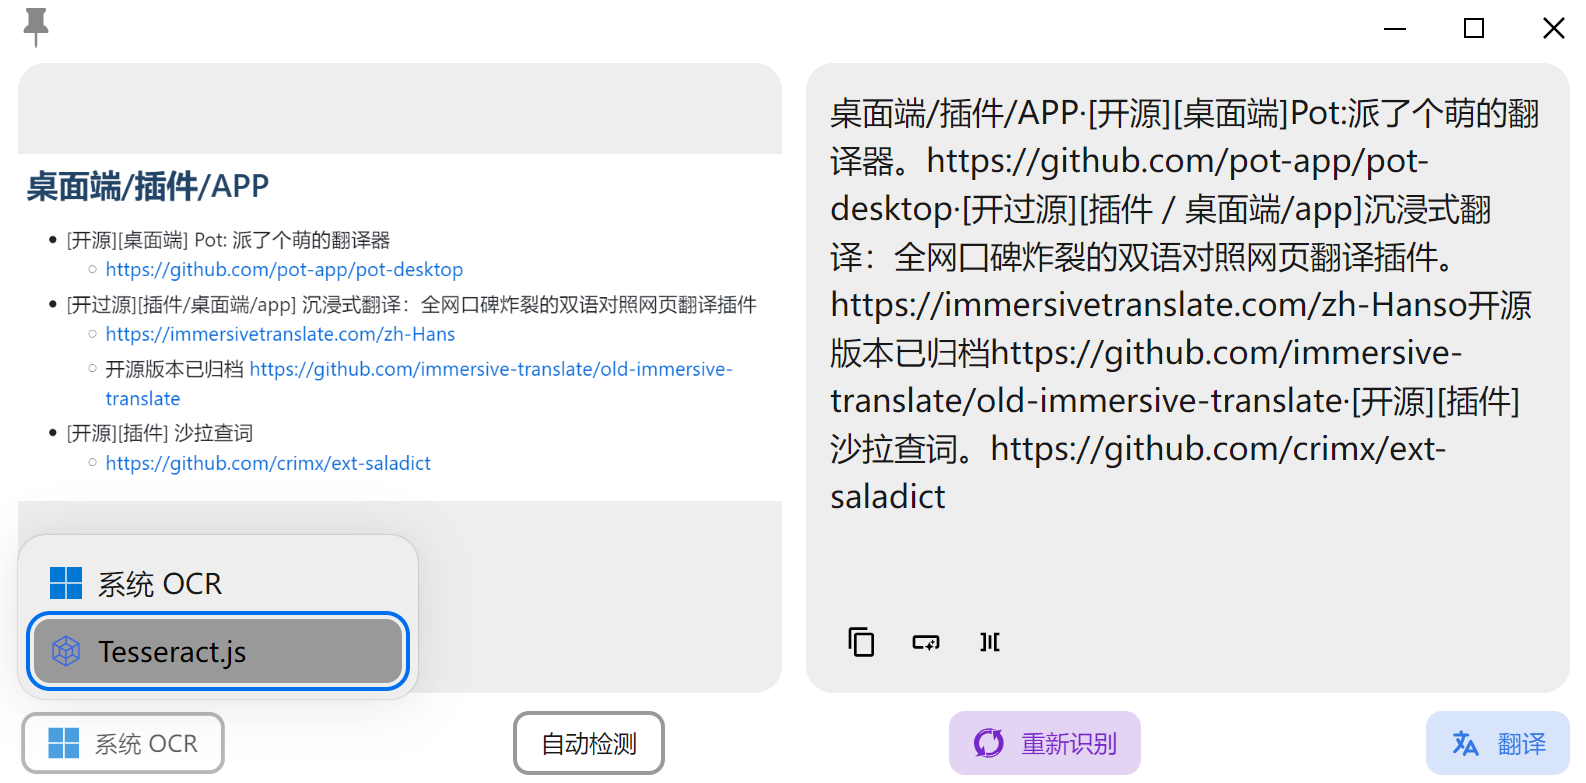 桌面端/插件/APP
[开源][桌面端] Pot: 派了个萌的翻译器
https://github.com/pot-app/pot-desktop
[开过源][插件/桌面端/app] 沉浸式翻译：全网口碑炸裂的双语对照网页翻译插件
https://immersivetranslate.com/zh-Hans
开源版本已归档 https://github.com/immersive-translate/old-immersive-
translate
[开源][插件] 沙拉查词
https://github.com/crimx/ext-saladict
系统 OCR
Tesseract.js
系统 OCR
自动检测
桌面端/插件/APP·[开源][桌面端]Pot:派了个萌的翻
译器。https://github.com/pot-app/pot-
desktop·[开过源][插件 / 桌面端/app]沉浸式翻
译：全网口碑炸裂的双语对照网页翻译插件。
https://immersivetranslate.com/zh-Hanso开源
版本已归档https://github.com/immersive-
translate/old-immersive-translate·[开源][插件]
沙拉查词。https://github.com/crimx/ext-
saladict
重新识别
翻译